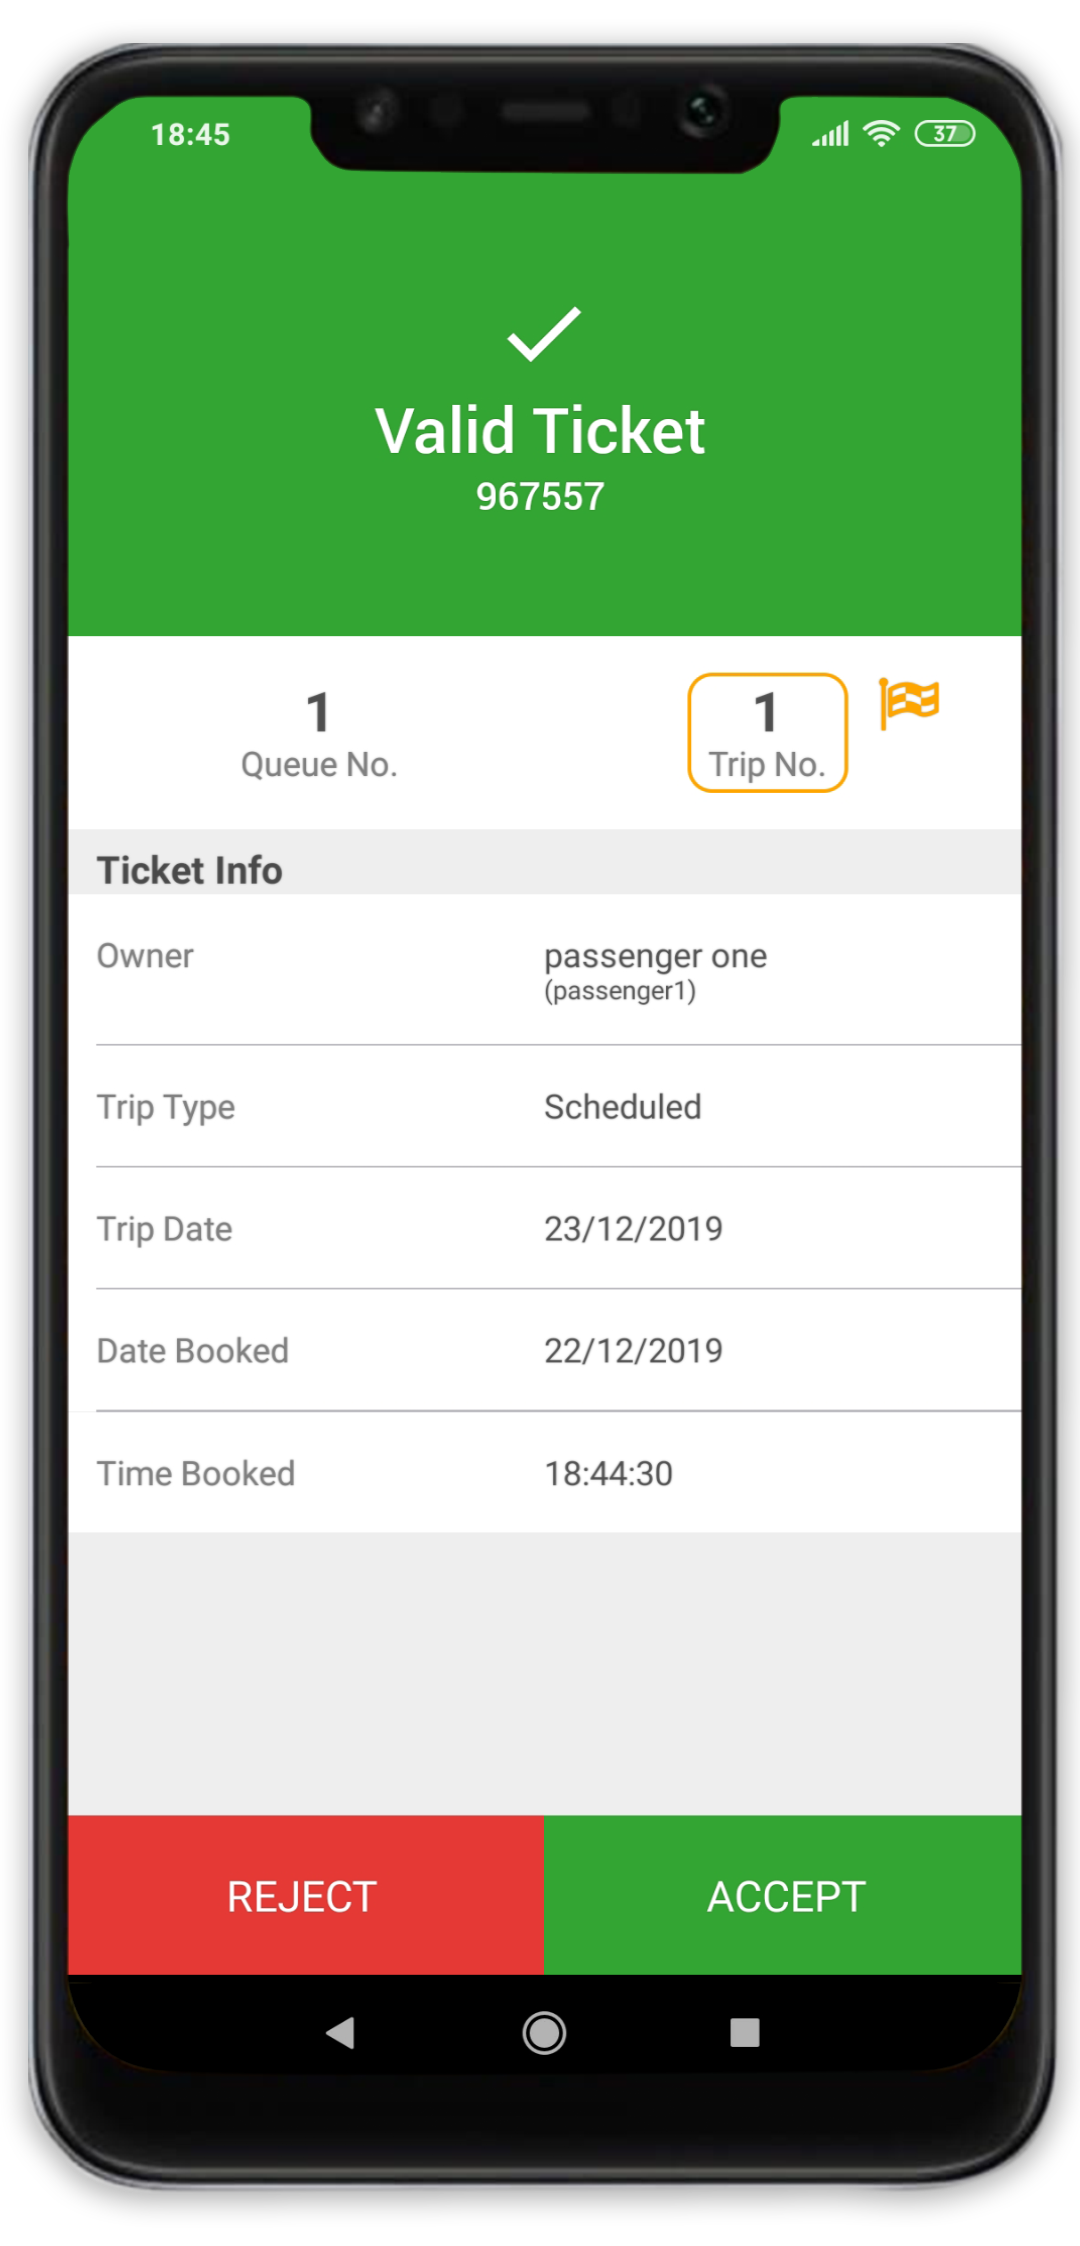 18:45
37
Valid Ticket
967557
1
Queue No.
1
Trip No.
Ticket Info
Owner
passenger one
(passenger1)
Trip Type
Scheduled
Trip Date
23/12/2019
Date Booked
22/12/2019
Time Booked
18:44:30
REJECT
ACCEPT